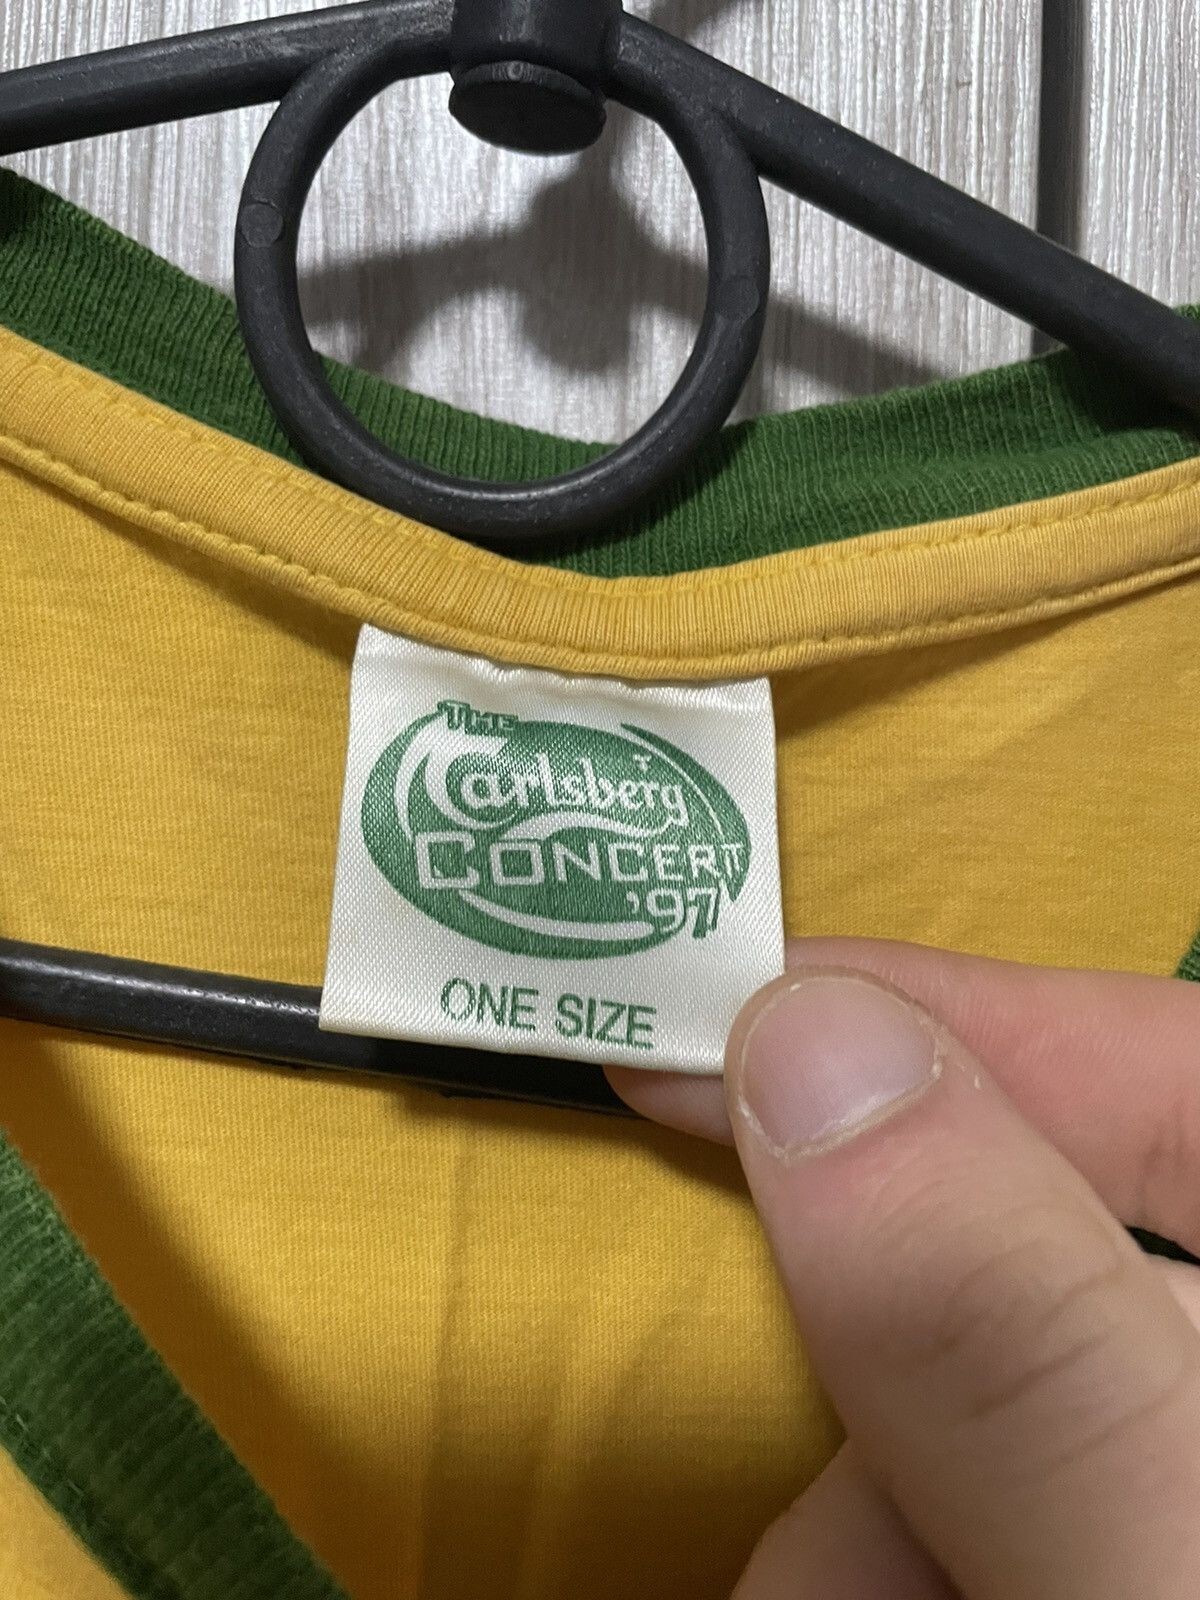 THE
Carlsberg
CONCERT
'97
ONE SIZE